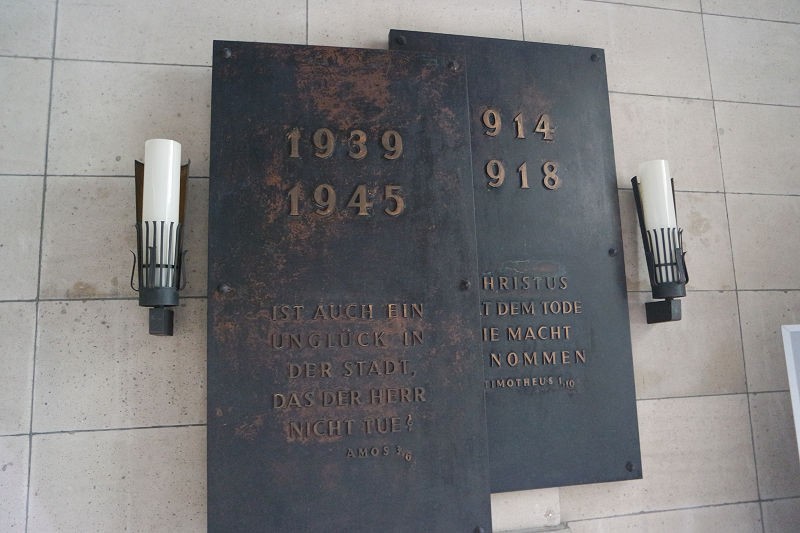 1939
1945
IST AUCH EIN
UNGLÜCK IN
DER STADT,
DAS DER HERR
NICHT TUE?
AMOS 3,6
914
918
HRISTUS
T DEM TODE
IE MACHT
NOMMEN
TIMOTHEUS 1,10